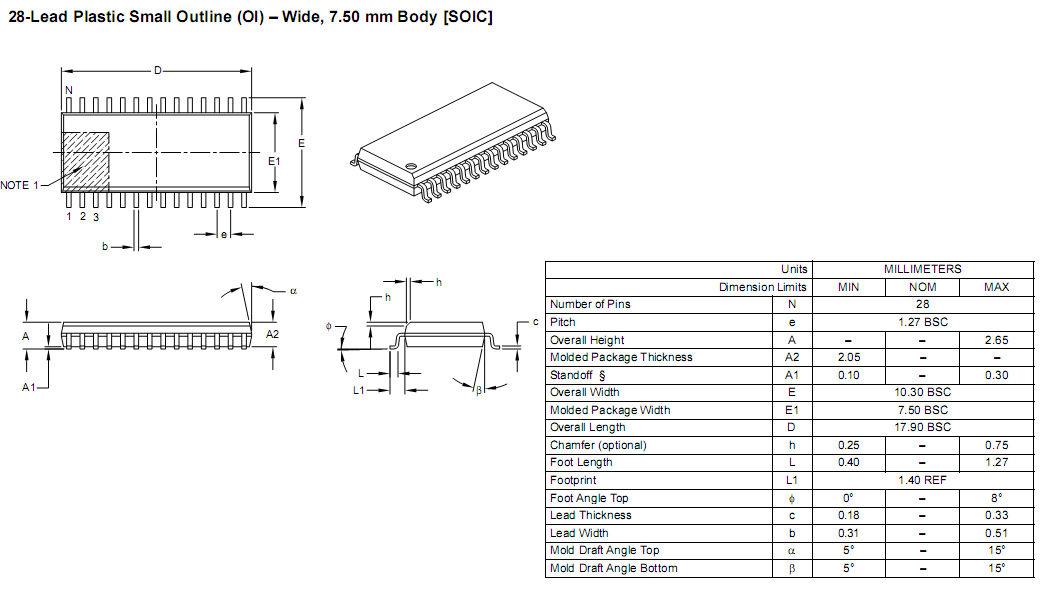 28-Lead Plastic Small Outline (OI) – Wide, 7.50 mm Body [SOIC]
D
N
E1
E
NOTE 1
1 2 3
b
e
α
A
A2
A1
h
h
φ
c
L
L1
β
Units MILLIMETERS
Dimension Limits MIN NOM MAX
Number of Pins N 28
Pitch e 1.27 BSC
Overall Height A – – 2.65
Molded Package Thickness A2 2.05 – –
Standoff § A1 0.10 – 0.30
Overall Width E 10.30 BSC
Molded Package Width E1 7.50 BSC
Overall Length D 17.90 BSC
Chamfer (optional) h 0.25 – 0.75
Foot Length L 0.40 – 1.27
Footprint L1 1.40 REF
Foot Angle Top φ 0° – 8°
Lead Thickness c 0.18 – 0.33
Lead Width b 0.31 – 0.51
Mold Draft Angle Top α 5° – 15°
Mold Draft Angle Bottom β 5° – 15°